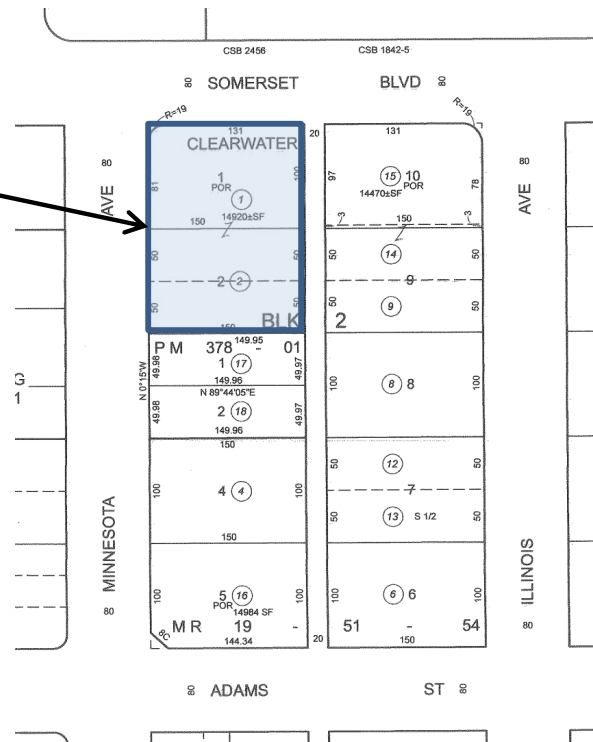 CSB 2456 CSB 1842-5
80 SOMERSET BLVD 80
R=19 R=19
131 20 131
CLEARWATER
80 AVE 81 1 POR 1 100 97 15 10 POR 78 80 AVE
150 14920±SF 14470±SF
3 150 3
50 50 50 14 50
2 2 9
50 50 50 9 50
150 BLK 2
PM 378 - 01
149.95
N 0°15'W 49.98 1 17 49.97
149.96
N 89°44'05"E
49.98 2 18 49.97
149.96
100 8 8 100
G
1
150
100 4 4 100
50 12 50
7
50 13 S 1/2 50
150
MINNESOTA
80
ILLINOIS
80
100 5 16 100
POR 14984 SF
100 6 6 100
8C MR 19 - 51 - 54
144.34 20 150
80 ADAMS ST 80